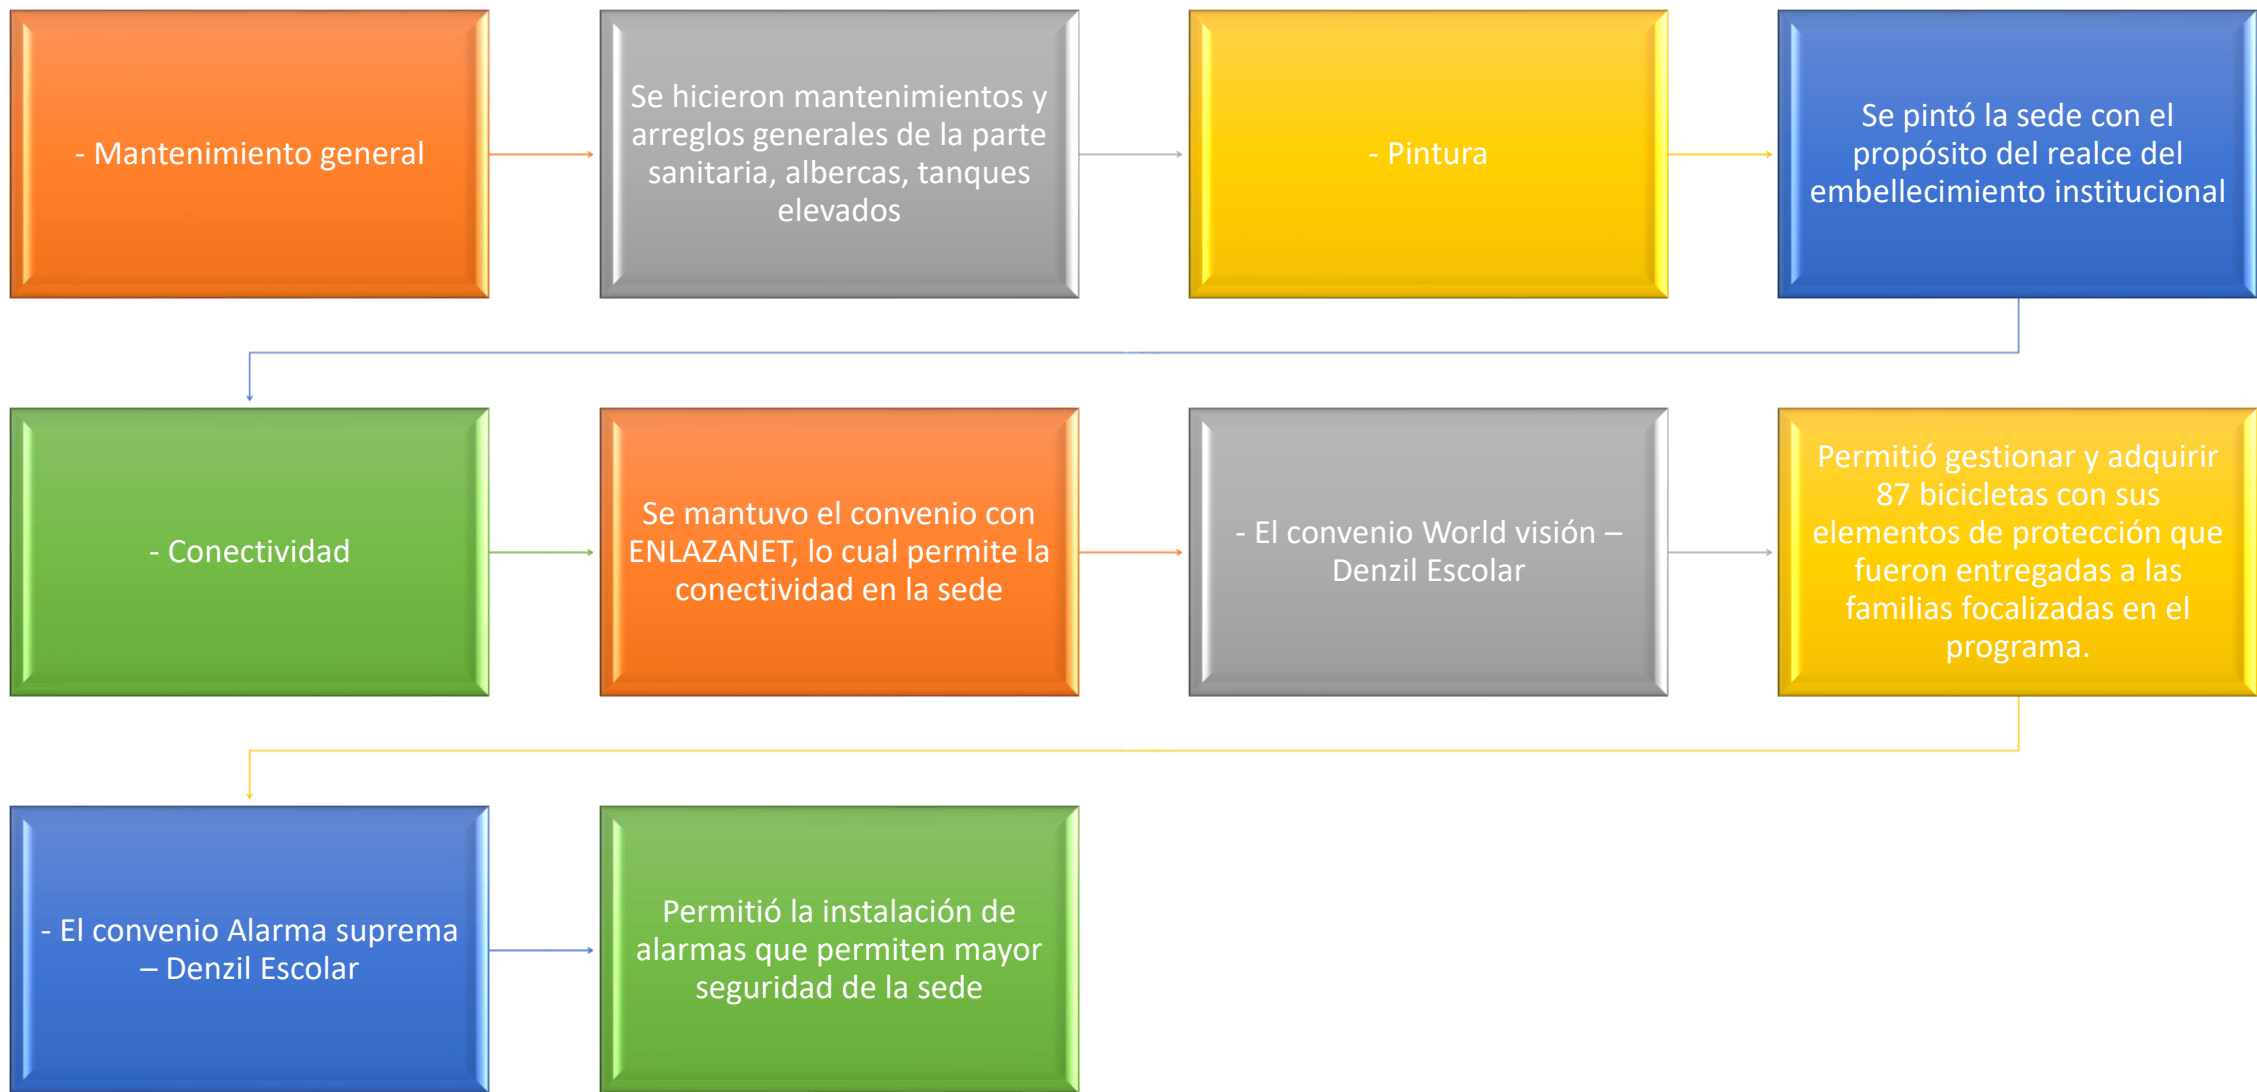 - Mantenimiento general
Se hicieron mantenimientos y
arreglos generales de la parte
sanitaria, albercas, tanques
elevados
- Pintura
Se pintó la sede con el
propósito del realce del
embellecimiento institucional
- Conectividad
Se mantuvo el convenio con
ENLAZANET, lo cual permite la
conectividad en la sede
- El convenio World visión –
Denzil Escolar
Permitió gestionar y adquirir
87 bicicletas con sus
elementos de protección que
fueron entregadas a las
familias focalizadas en el
programa.
- El convenio Alarma suprema
– Denzil Escolar
Permitió la instalación de
alarmas que permiten mayor
seguridad de la sede